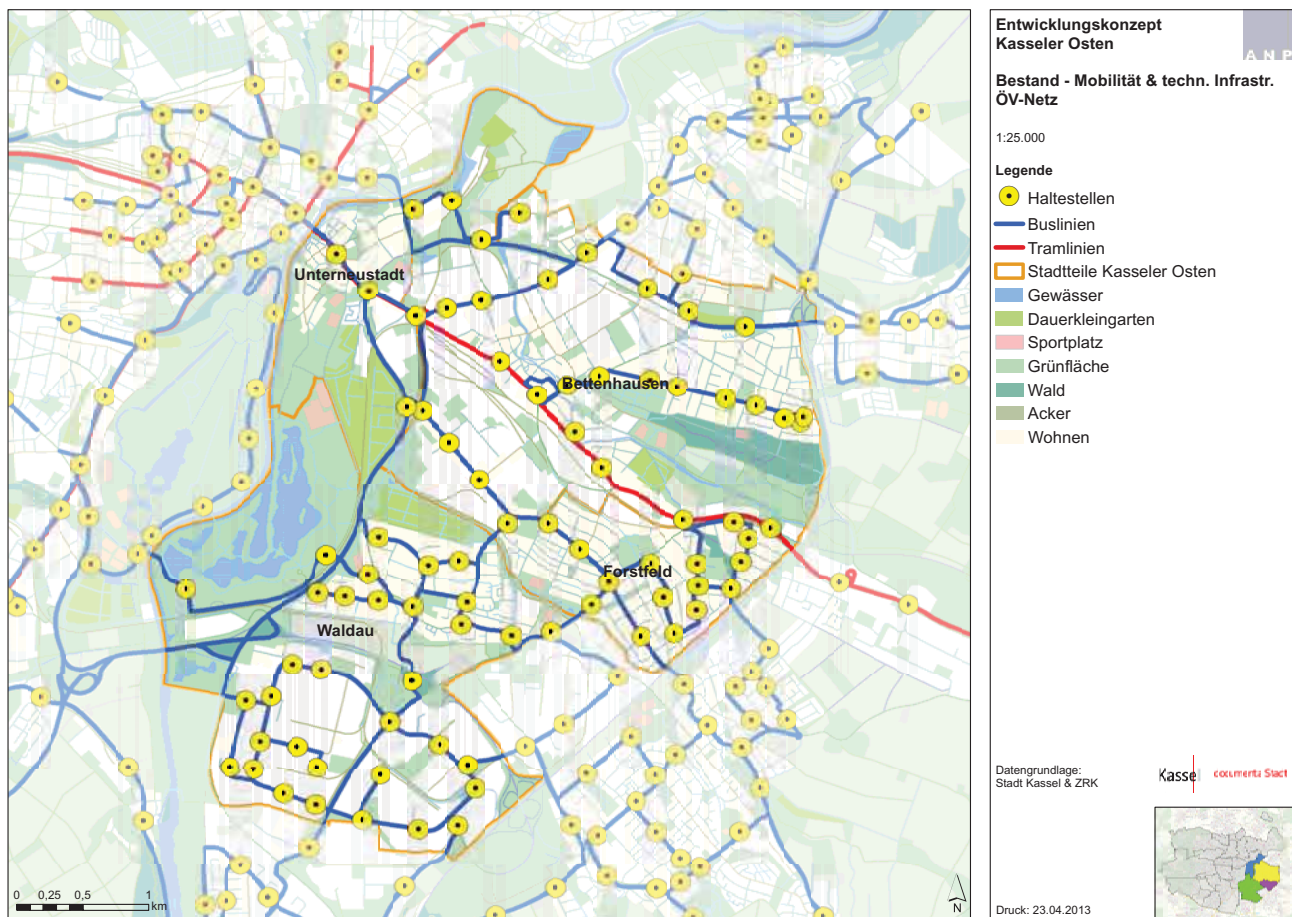 Entwicklungskonzept
Kasseler Osten
ANP
Bestand - Mobilität & techn. Infrastr.
ÖV-Netz
1:25.000
Legende
Haltestellen
Buslinien
Tramlinien
Stadtteile Kasseler Osten
Gewässer
Dauerkleingarten
Sportplatz
Grünfläche
Wald
Acker
Wohnen
Unterneustadt
Bettenhausen
Forstfeld
Waldau
0 0,25 0,5 1
km
N
Datengrundlage:
Stadt Kassel & ZRK
Kassel documenta Stadt
Druck: 23.04.2013